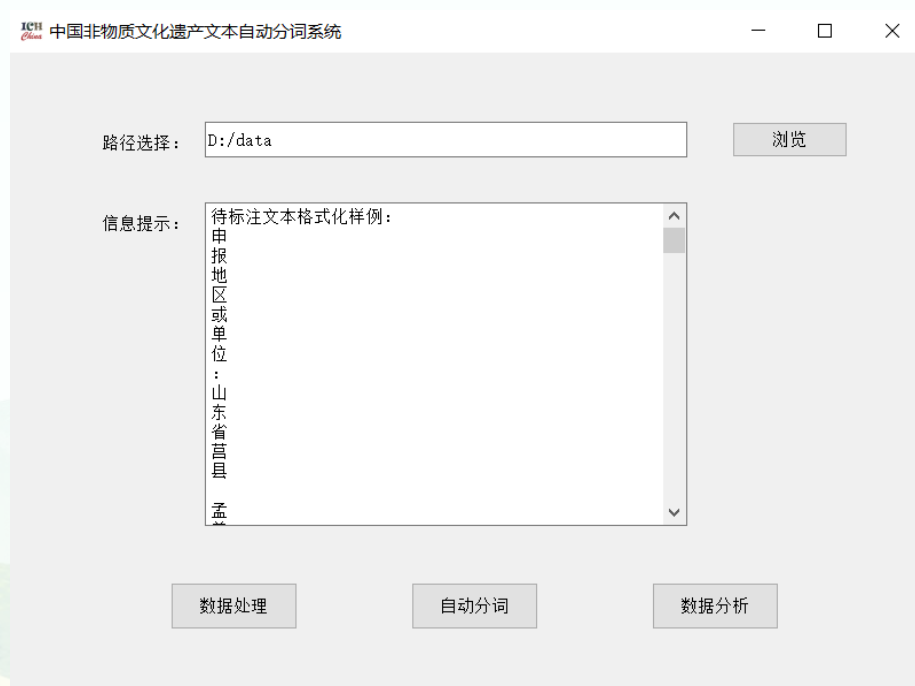 ICH
China
中国非物质文化遗产文本自动分词系统
路径选择：
D:/data
浏览
信息提示：
待标注文本格式化样例：
申
报
地
区
或
单
位
：
山
东
省
莒
县
孟
数据处理
自动分词
数据分析